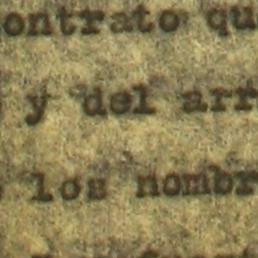 ontrato qu
y del arr
los nombr